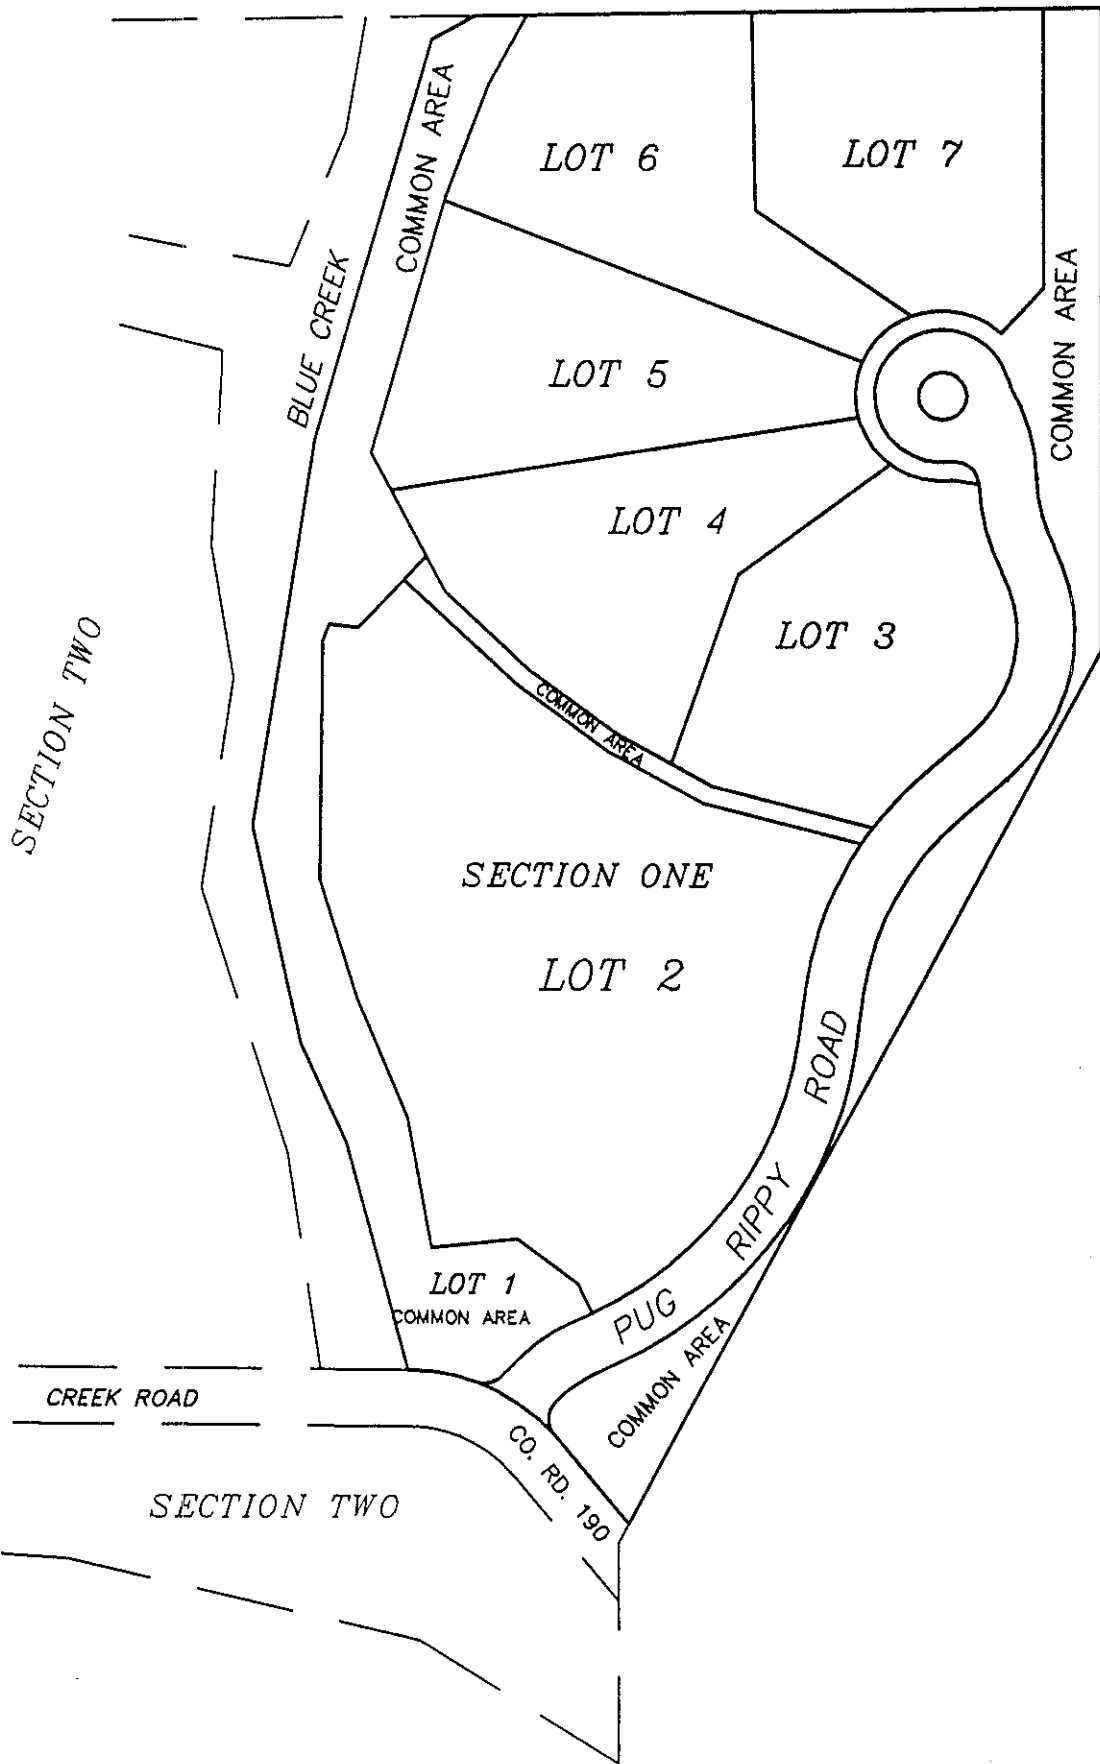 COMMON AREA
LOT 6
LOT 7
BLUE CREEK
COMMON AREA
LOT 5
LOT 4
LOT 3
SECTION TWO
COMMON AREA
SECTION ONE
LOT 2
PUG RIPPY ROAD
LOT 1
COMMON AREA
COMMON AREA
CREEK ROAD
CO. RD. 190
SECTION TWO